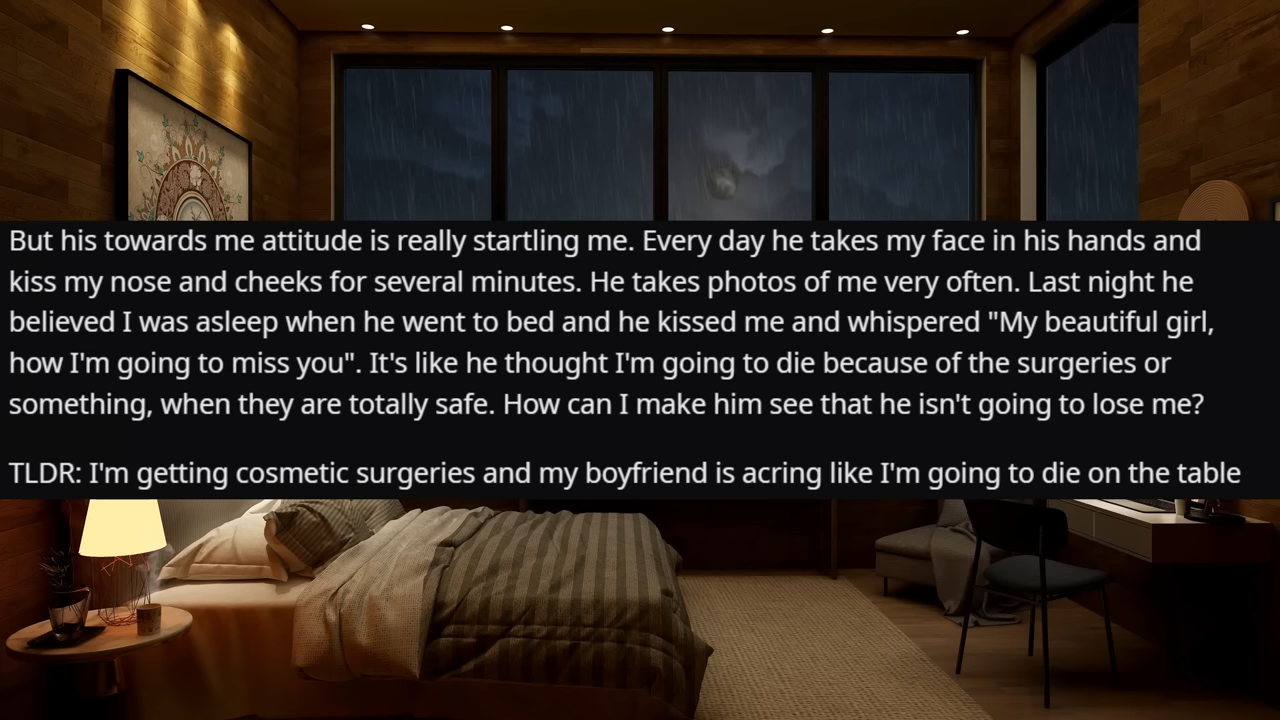 But his towards me attitude is really startling me. Every day he takes my face in his hands and
kiss my nose and cheeks for several minutes. He takes photos of me very often. Last night he
believed I was asleep when he went to bed and he kissed me and whispered "My beautiful girl,
how I'm going to miss you". It's like he thought I'm going to die because of the surgeries or
something, when they are totally safe. How can I make him see that he isn't going to lose me?
TLDR: I'm getting cosmetic surgeries and my boyfriend is acring like I'm going to die on the table